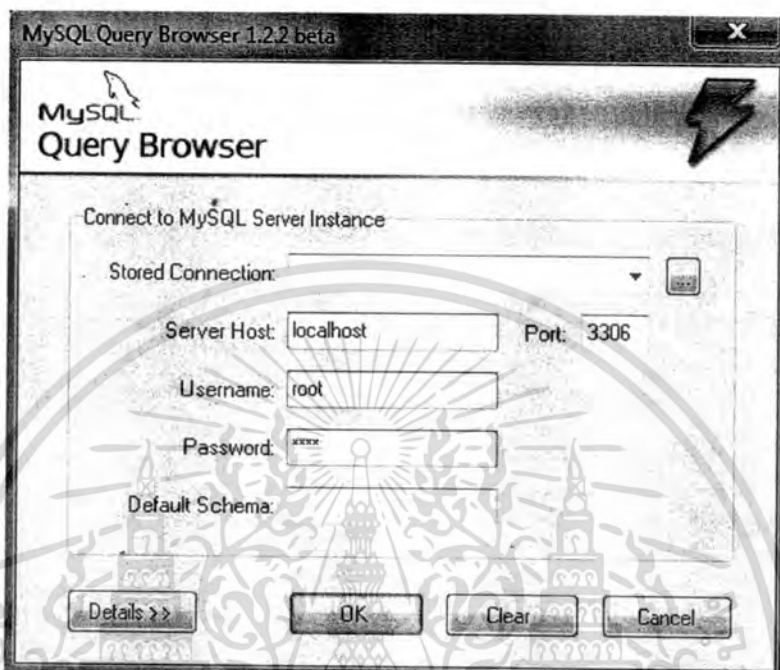 MySQL Query Browser 1.2.2 beta
MySQL
Query Browser
Connect to MySQL Server Instance
Stored Connection:
...
Server Host: localhost Port: 3306
Username: root
Password: ****
Default Schema:
Details >> OK Clear Cancel